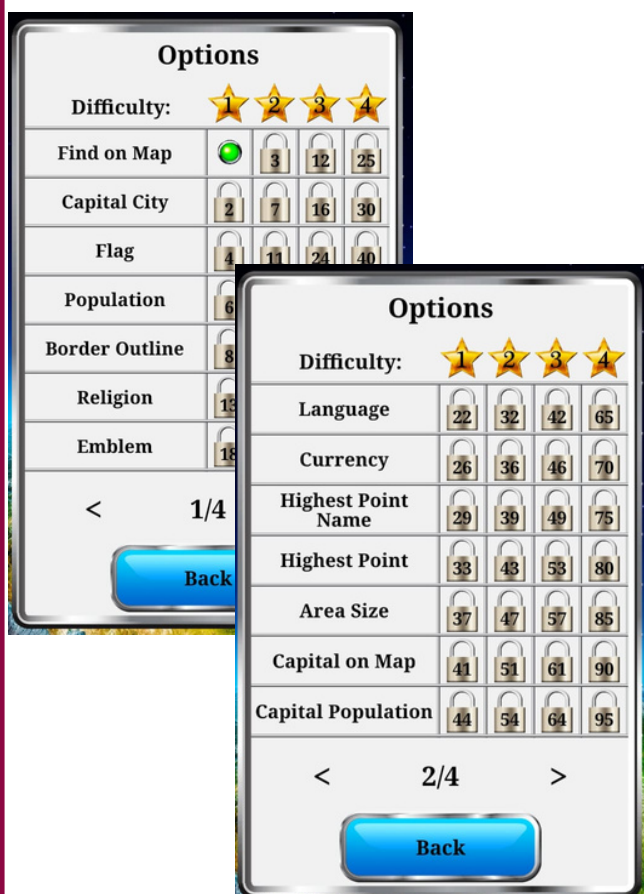 Options
Difficulty: 1 2 3 4
Find on Map 3 12 25
Capital City 2 7 16 30
Flag 4 11 24 40
Population 6
Border Outline 8
Religion 13
Emblem 18
< 1/4
Back
Options
Difficulty: 1 2 3 4
Language 22 32 42 65
Currency 26 36 46 70
Highest Point
Name 29 39 49 75
Highest Point 33 43 53 80
Area Size 37 47 57 85
Capital on Map 41 51 61 90
Capital Population 44 54 64 95
< 2/4 >
Back